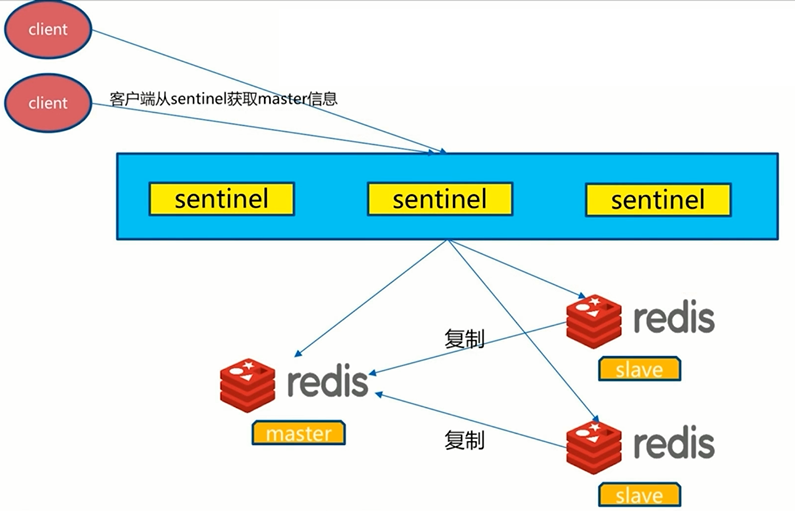 client
client
客户端从sentinel获取master信息
sentinel
sentinel
sentinel
redis
slave
复制
redis
master
复制
redis
slave